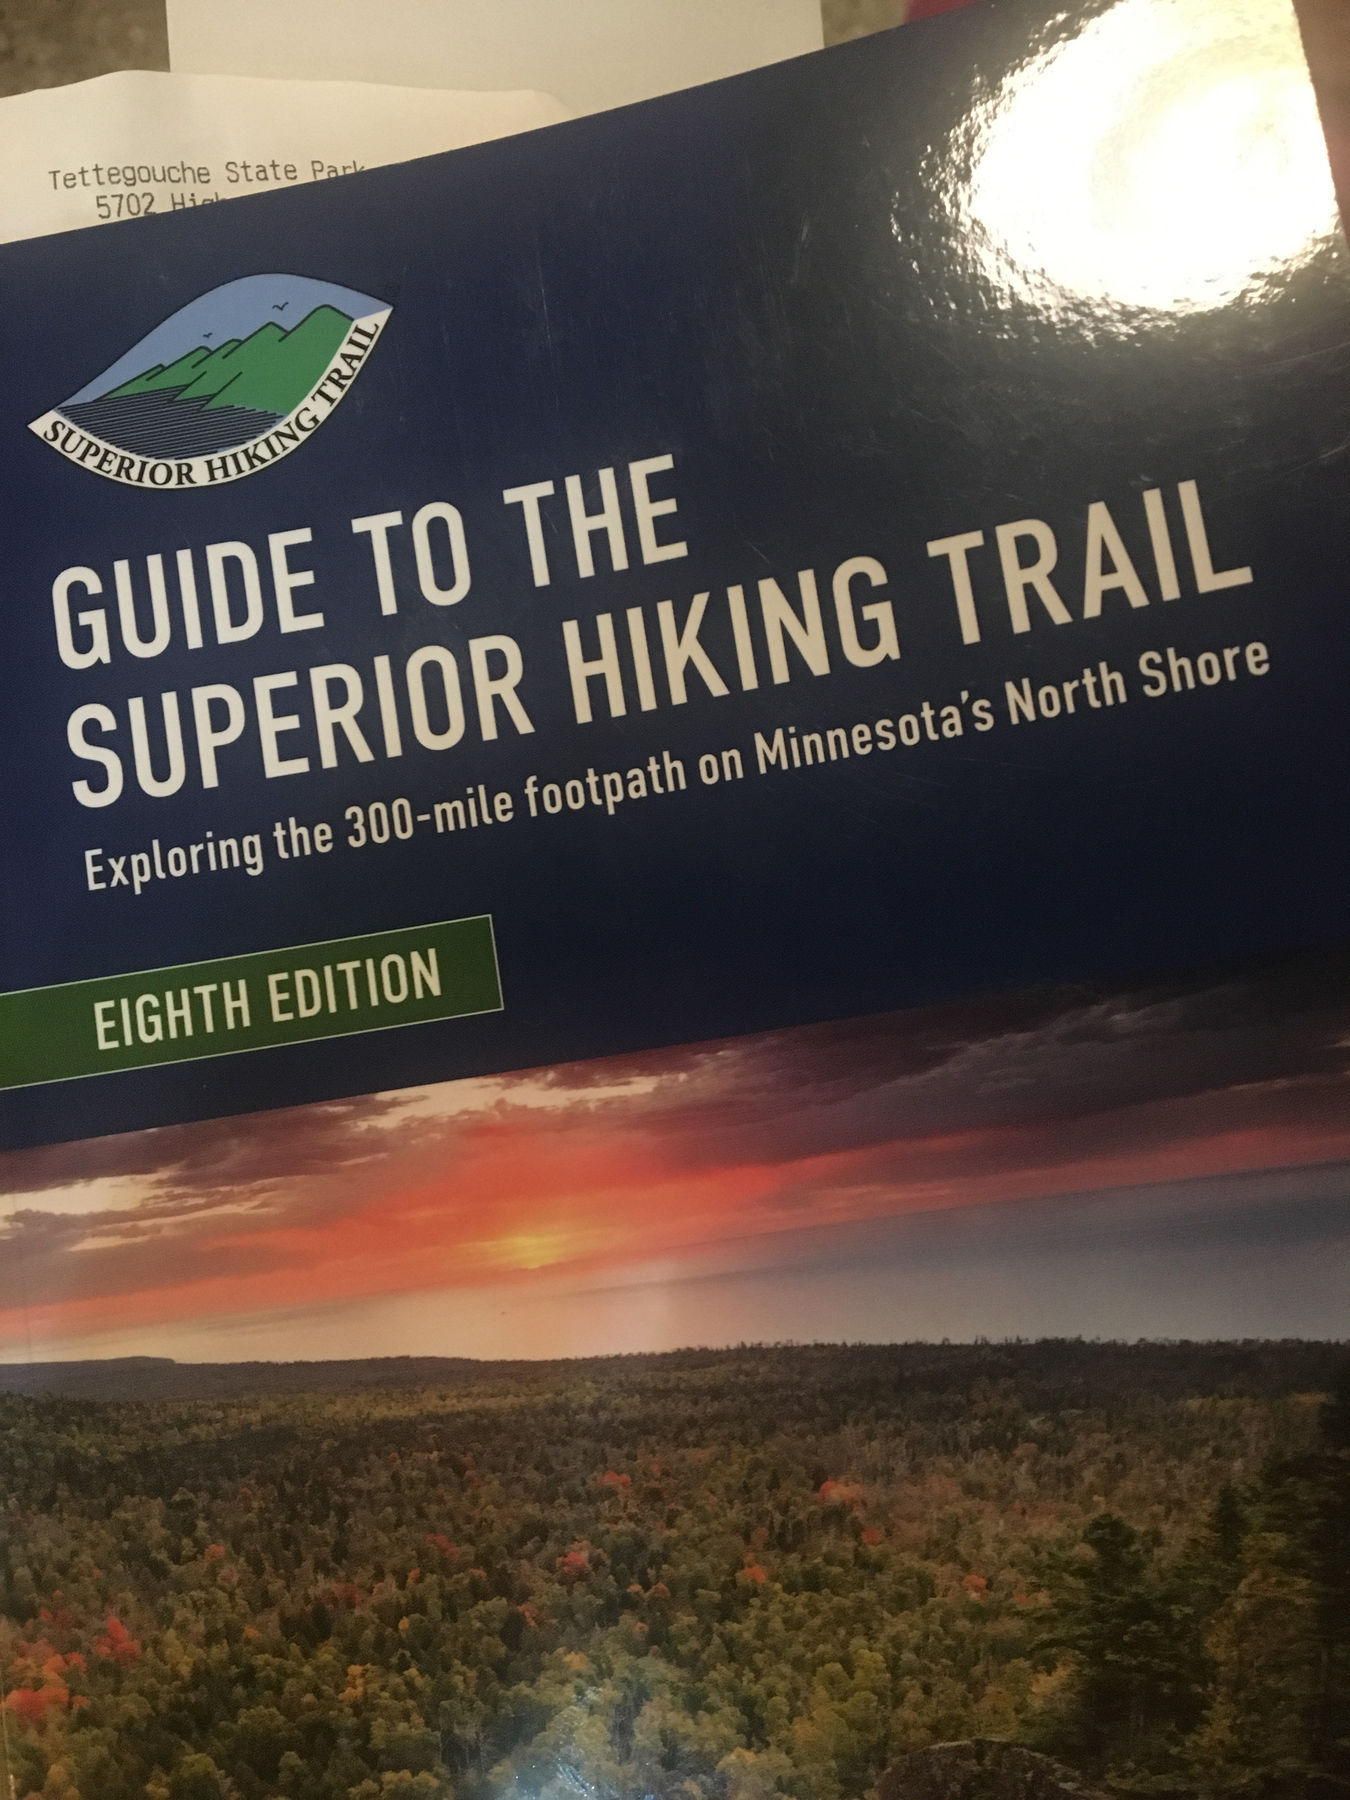 Tettegouche State Park
5702
SUPERIOR HIKING TRAIL
GUIDE TO THE
SUPERIOR HIKING TRAIL
Exploring the 300-mile footpath on Minnesota's North Shore
EIGHTH EDITION